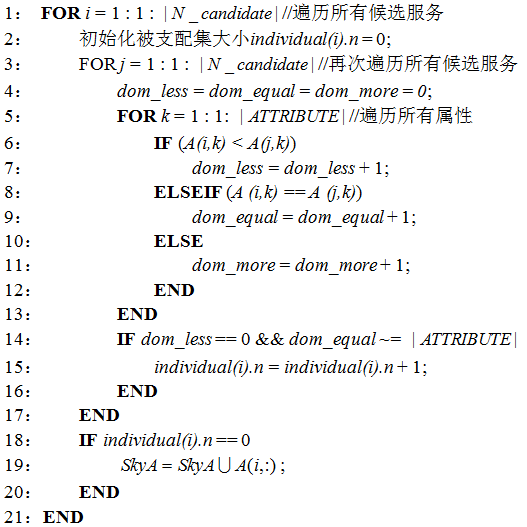 1: FOR i = 1 : 1 : | N _ candidate | //遍历所有候选服务
2: 初始化被支配集大小individual(i).n = 0;
3: FOR j = 1 : 1 : | N _ candidate | //再次遍历所有候选服务
4: dom_less = dom_equal = dom_more = 0;
5: FOR k = 1 : 1: | ATTRIBUTE | //遍历所有属性
6: IF (A(i,k) < A(j,k))
7: dom_less = dom_less + 1;
8: ELSEIF (A (i,k) == A (j,k))
9: dom_equal = dom_equal + 1;
10: ELSE
11: dom_more = dom_more + 1;
12: END
13: END
14: IF dom_less == 0 && dom_equal ~= | ATTRIBUTE |
15: individual(i).n = individual(i).n + 1;
16: END
17: END
18: IF individual(i).n == 0
19: SkyA = SkyA ∪ A(i,:) ;
20: END
21: END